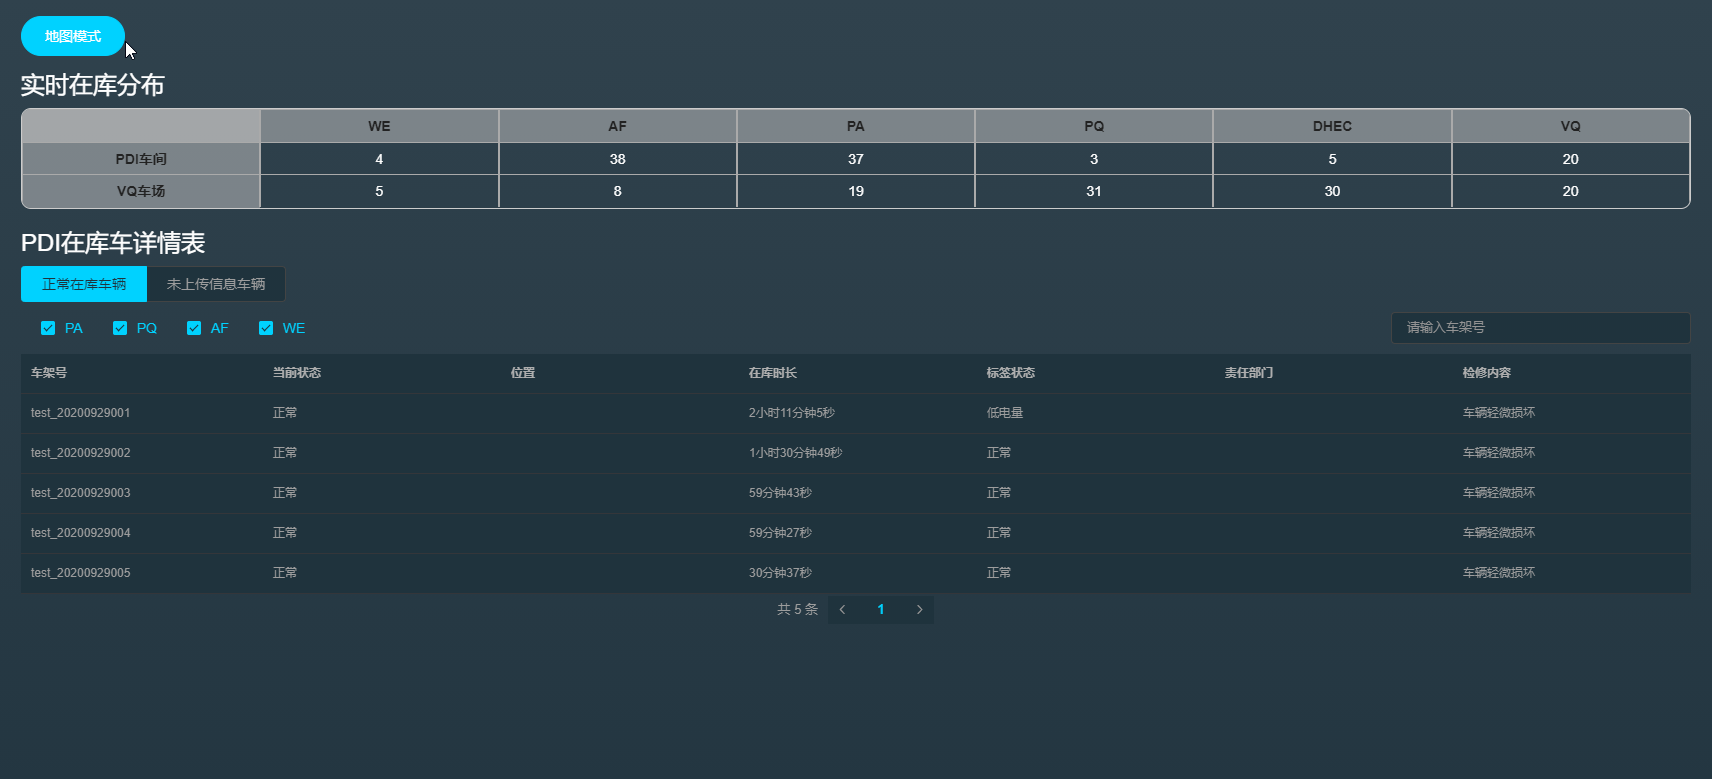 地图模式
实时在库分布
WE AF PA PQ DHEC VQ
PDI车间 4 38 37 3 5 20
VQ车场 5 8 19 31 30 20
PDI在库车详情表
正常在库车辆 未上传信息车辆
PA PQ AF WE 请输入车架号
车架号 当前状态 位置 在库时长 标签状态 责任部门 检修内容
test_20200929001 正常 2小时11分钟5秒 低电量 车辆轻微损坏
test_20200929002 正常 1小时30分钟49秒 正常 车辆轻微损坏
test_20200929003 正常 59分钟43秒 正常 车辆轻微损坏
test_20200929004 正常 59分钟27秒 正常 车辆轻微损坏
test_20200929005 正常 30分钟37秒 正常 车辆轻微损坏
共 5 条 1